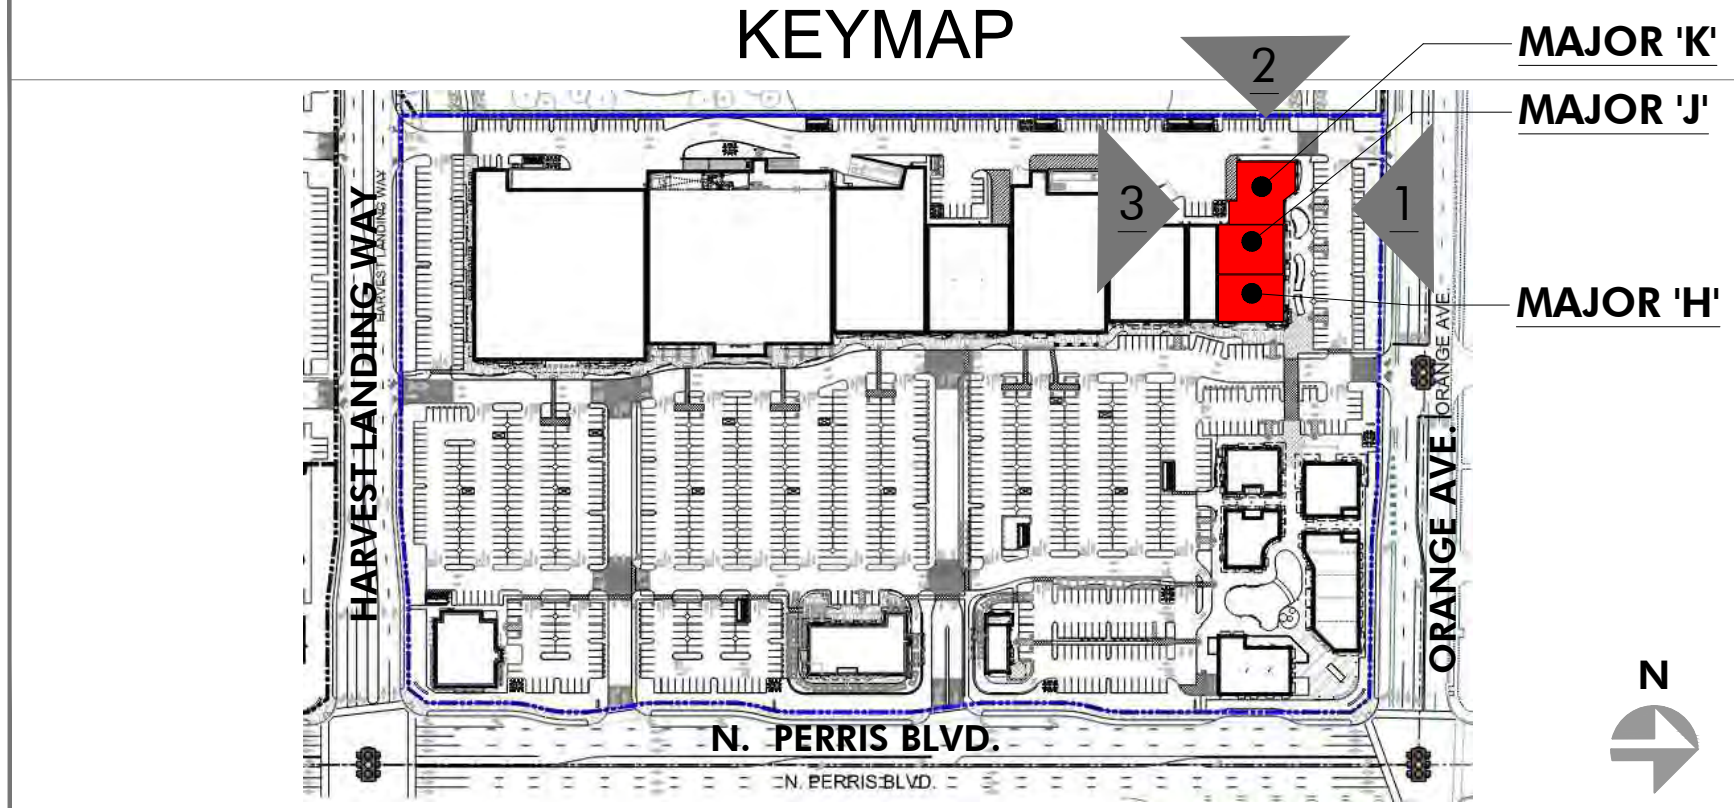 KEYMAP
MAJOR 'K'
2
MAJOR 'J'
3
1
MAJOR 'H'
HARVEST LANDING WAY
HARVEST LANDING WAY
ORANGE AVE.
ORANGE AVE.
N
N. PERRIS BLVD.
N. PERRIS BLVD.